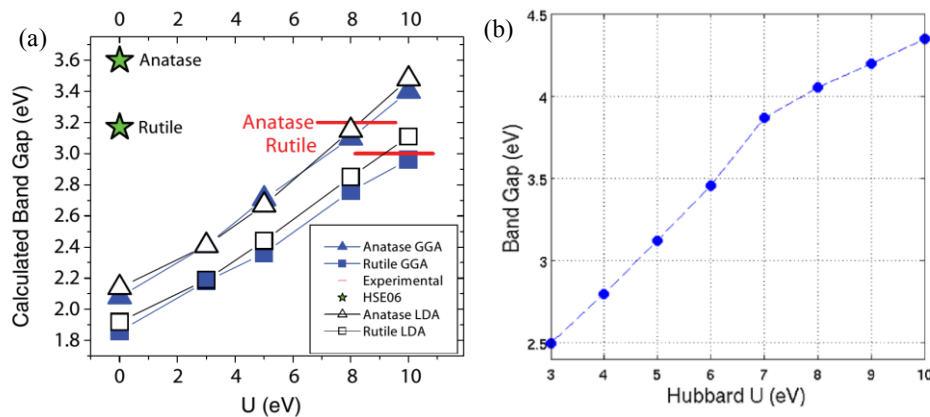 (a)
0 2 4 6 8 10
Calculated Band Gap (eV)
3.6
3.4
3.2
3.0
2.8
2.6
2.4
2.2
2.0
1.8
Anatase
Rutile
Anatase
Rutile
Anatase GGA
Rutile GGA
Experimental
HSE06
Anatase LDA
Rutile LDA
0 2 4 6 8 10
U (eV)
(b)
Band Gap (eV)
4.5
4
3.5
3
2.5
3 4 5 6 7 8 9 10
Hubbard U (eV)